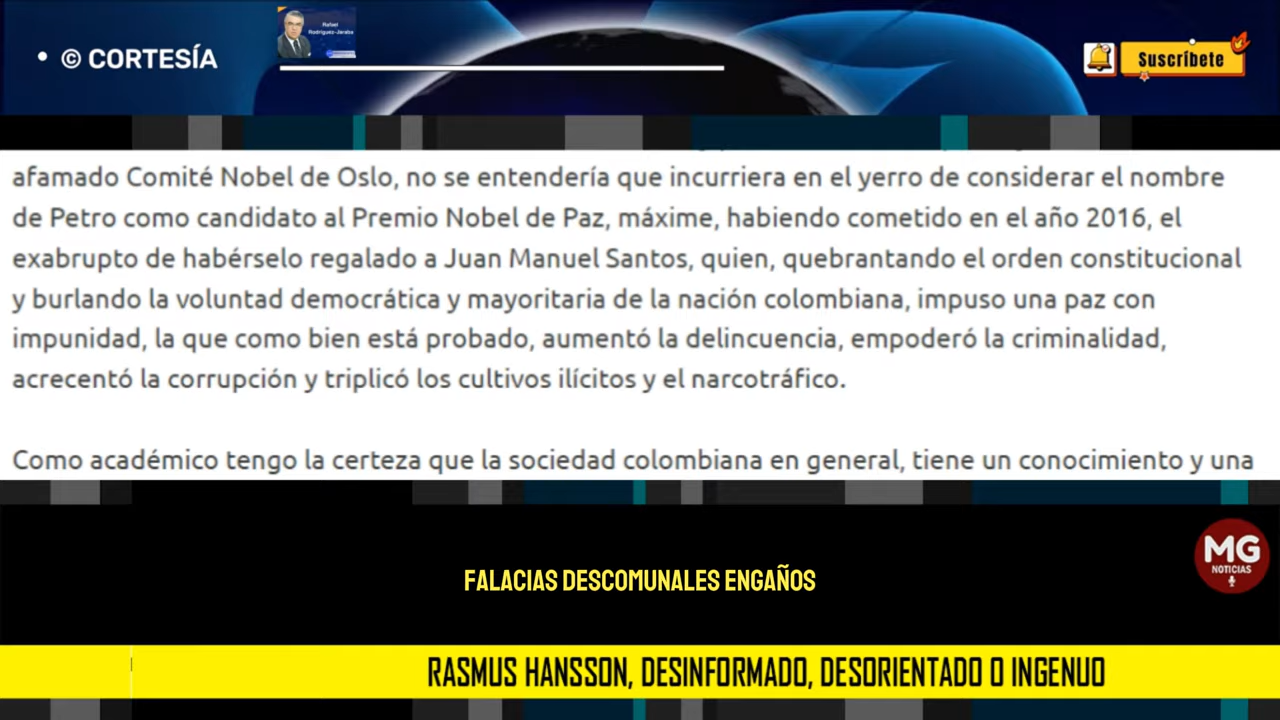 © CORTESÍA
Rafael
Rodríguez-Jaraba
Suscríbete
afamado Comité Nobel de Oslo, no se entendería que incurriera en el yerro de considerar el nombre
de Petro como candidato al Premio Nobel de Paz, máxime, habiendo cometido en el año 2016, el
exabrupto de habérselo regalado a Juan Manuel Santos, quien, quebrantando el orden constitucional
y burlando la voluntad democrática y mayoritaria de la nación colombiana, impuso una paz con
impunidad, la que como bien está probado, aumentó la delincuencia, empoderó la criminalidad,
acrecentó la corrupción y triplicó los cultivos ilícitos y el narcotráfico.
Como académico tengo la certeza que la sociedad colombiana en general, tiene un conocimiento y una
MG
NOTICIAS
FALACIAS DESCOMUNALES ENGAÑOS
RASMUS HANSSON, DESINFORMADO, DESORIENTADO O INGENUO